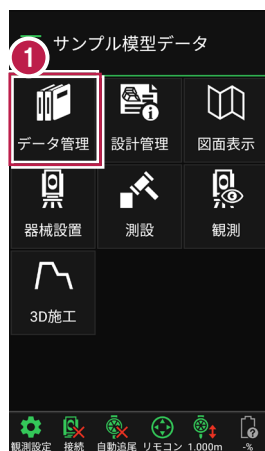 サンプル模型データ
1
データ管理
設計管理
図面表示
器械設置
測設
観測
3D施工
観測設定 接続 自動追尾 リモコン 1.000m -%